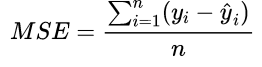 MSE = \frac{\sum_{i=1}^{n}(y_i - \hat{y}_i)}{n}